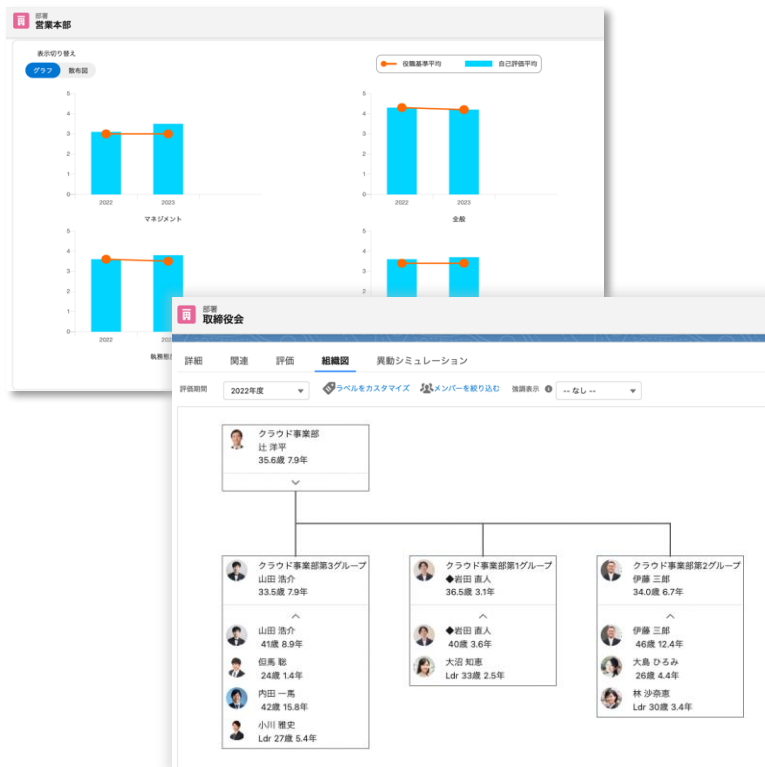 部署
営業本部
表示切り替え
グラフ 散布図
役職基準平均 自己評価平均
5
4
3
2
1
0
2022 2023
マネジメント
5
4
3
2
1
0
2022 2023
全般
5
4
3
2
1
0
2022
執務態
5
4
3
2
部署
取締役会
詳細 関連 評価 組織図 異動シミュレーション
評価期間 2022年度 ラベルをカスタマイズ メンバーを絞り込む 強調表示 -- なし --
クラウド事業部
辻 洋平
35.6歳 7.9年
クラウド事業部第3グループ
山田 浩介
33.5歳 7.9年
山田 浩介
41歳 8.9年
但馬 聡
24歳 1.4年
内田 一馬
42歳 15.8年
小川 雅史
Ldr 27歳 5.4年
クラウド事業部第1グループ
◆岩田 直人
36.5歳 3.1年
◆岩田 直人
40歳 3.6年
大沼 知恵
Ldr 33歳 2.5年
クラウド事業部第2グループ
伊藤 三郎
34.0歳 6.7年
伊藤 三郎
46歳 12.4年
大島 ひろみ
26歳 4.4年
林 沙奈恵
Ldr 30歳 3.4年